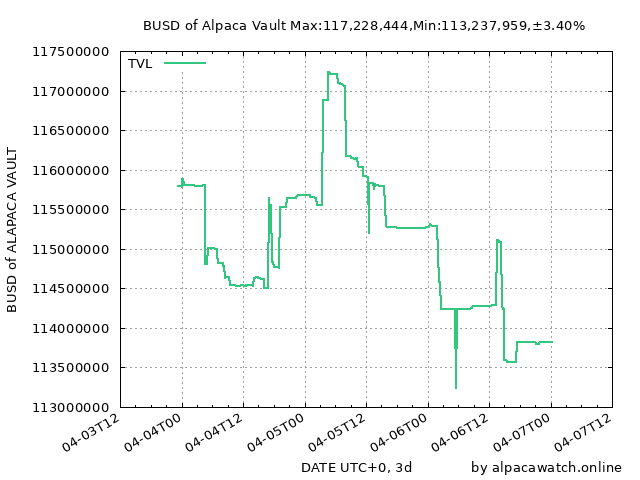 BUSD of Alpaca Vault Max:117,228,444,Min:113,237,959,±3.40%
TVL
117500000
117000000
116500000
116000000
115500000
115000000
114500000
114000000
113500000
113000000
BUSD of ALAPACA VAULT
04-03T12
04-04T00
04-04T12
04-05T00
04-05T12
04-06T00
04-06T12
04-07T00
04-07T12
DATE UTC+0, 3d
by alpacawatch.online